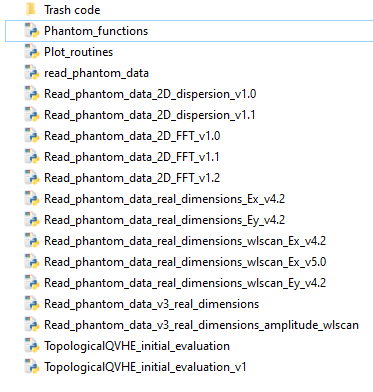 Trash code
Phantom_functions
Plot_routines
read_phantom_data
Read_phantom_data_2D_dispersion_v1.0
Read_phantom_data_2D_dispersion_v1.1
Read_phantom_data_2D_FFT_v1.0
Read_phantom_data_2D_FFT_v1.1
Read_phantom_data_2D_FFT_v1.2
Read_phantom_data_real_dimensions_Ex_v4.2
Read_phantom_data_real_dimensions_Ey_v4.2
Read_phantom_data_real_dimensions_wlscan_Ex_v4.2
Read_phantom_data_real_dimensions_wlscan_Ex_v5.0
Read_phantom_data_real_dimensions_wlscan_Ey_v4.2
Read_phantom_data_v3_real_dimensions
Read_phantom_data_v3_real_dimensions_amplitude_wlscan
TopologicalQVHE_initial_evaluation
TopologicalQVHE_initial_evaluation_v1